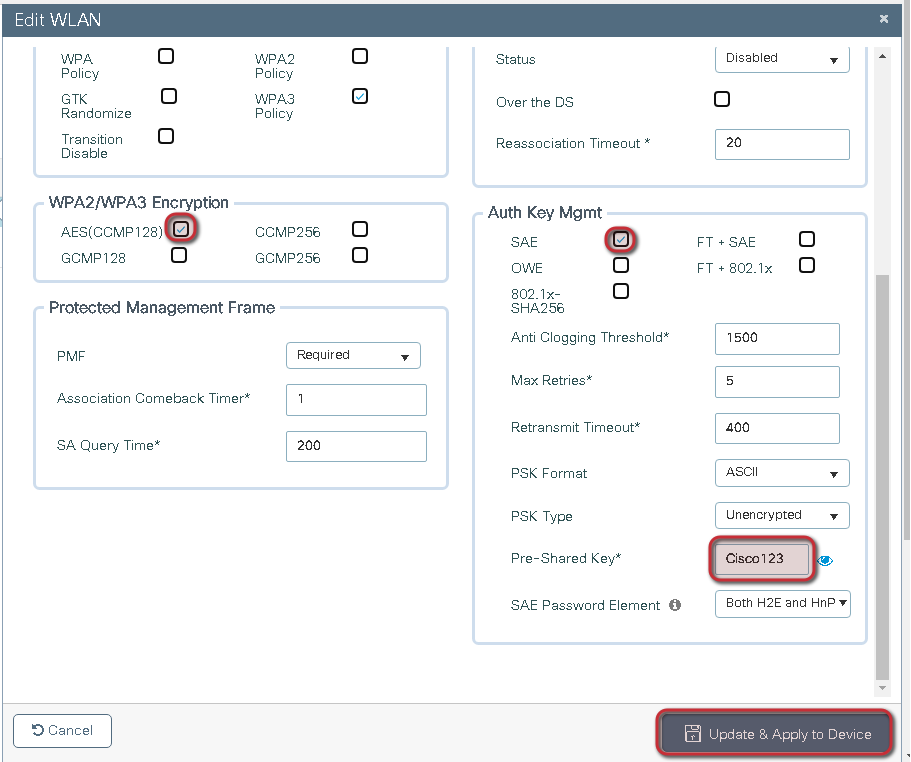 Edit WLAN
WPA Policy
WPA2 Policy
GTK Randomize
WPA3 Policy
Transition Disable
WPA2/WPA3 Encryption
AES(CCMP128)
CCMP256
GCMP128
GCMP256
Protected Management Frame
PMF
Required
Association Comeback Timer*
1
SA Query Time*
200
Status
Disabled
Over the DS
Reassociation Timeout *
20
Auth Key Mgmt
SAE
FT + SAE
OWE
FT + 802.1x
802.1x-SHA256
Anti Clogging Threshold*
1500
Max Retries*
5
Retransmit Timeout*
400
PSK Format
ASCII
PSK Type
Unencrypted
Pre-Shared Key*
Cisco123
SAE Password Element
Both H2E and HnP
Cancel
Update & Apply to Device